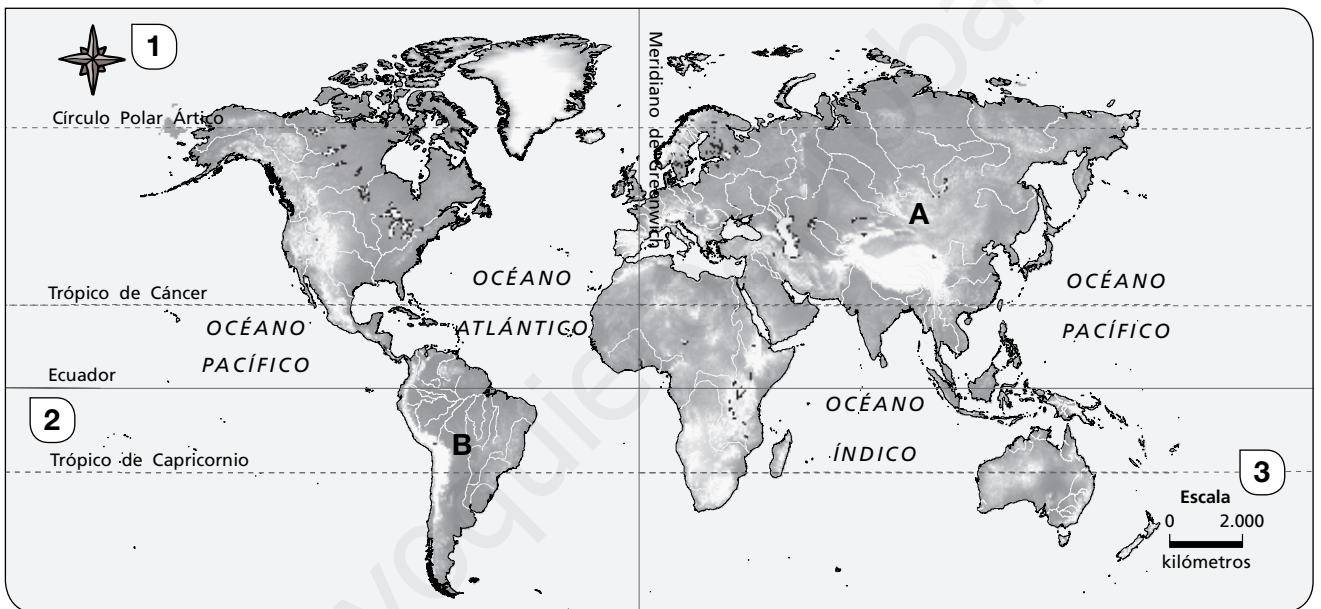 1
Círculo Polar Ártico
Meridiano de Greenwich
A
OCÉANO
ATLÁNTICO
Trópico de Cáncer
OCÉANO
PACÍFICO
OCÉANO
PACÍFICO
Ecuador
2
OCÉANO
ÍNDICO
B
Trópico de Capricornio
3
Escala
0 2.000
kilómetros